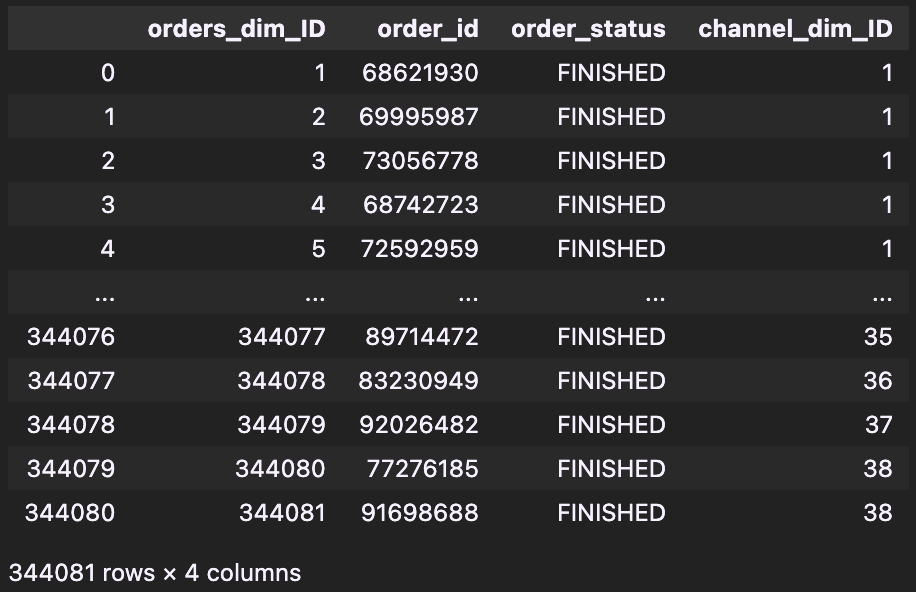 orders_dim_ID order_id order_status channel_dim_ID
0 1 68621930 FINISHED 1
1 2 69995987 FINISHED 1
2 3 73056778 FINISHED 1
3 4 68742723 FINISHED 1
4 5 72592959 FINISHED 1
... ... ... ... ...
344076 344077 89714472 FINISHED 35
344077 344078 83230949 FINISHED 36
344078 344079 92026482 FINISHED 37
344079 344080 77276185 FINISHED 38
344080 344081 91698688 FINISHED 38
344081 rows × 4 columns